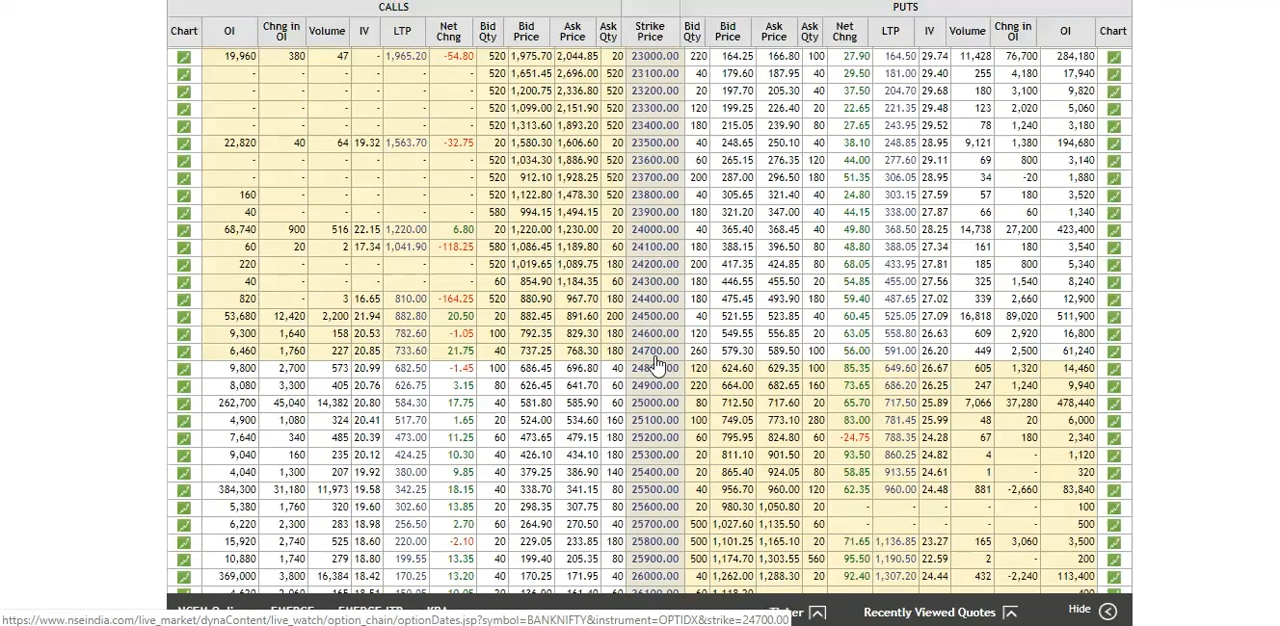 CALLS PUTS
Chart OI Chng in OI Volume IV LTP Net Chng Bid Qty Bid Price Ask Price Ask Qty Strike Price Bid Qty Bid Price Ask Price Ask Qty Net Chng LTP IV Volume Chng in OI OI Chart
19,960 380 47 - 1,965.20 -54.80 520 1,975.70 2,044.85 20 23000.00 220 164.25 166.80 100 27.90 164.50 29.74 11,428 76,700 284,180
- - - - - - 520 1,651.45 2,696.00 520 23100.00 40 179.60 187.95 40 29.50 181.00 29.40 255 4,180 17,940
- - - - - - 520 1,200.75 2,336.80 520 23200.00 20 197.70 205.30 40 37.50 204.70 29.68 180 3,100 9,820
- - - - - - 520 1,099.00 2,151.90 520 23300.00 120 199.25 226.40 20 22.65 221.35 29.48 123 2,020 5,060
- - - - - - 520 1,313.60 1,893.20 520 23400.00 180 215.05 239.90 80 27.65 243.95 29.52 78 1,240 3,180
22,820 40 64 19.32 1,563.70 -32.75 20 1,580.30 1,606.60 20 23500.00 40 248.65 250.10 40 38.10 248.85 28.95 9,121 1,380 194,680
- - - - - - 520 1,034.30 1,886.90 520 23600.00 60 265.15 276.35 120 44.00 277.60 29.11 69 800 3,140
- - - - - - 520 912.10 1,928.25 520 23700.00 200 287.00 296.50 180 51.35 306.05 28.95 34 -20 1,880
160 - - - - - 520 1,122.80 1,478.30 520 23800.00 40 305.65 321.40 40 24.80 303.15 27.59 57 180 3,520
40 - - - - - 580 994.15 1,494.15 20 23900.00 180 321.20 347.00 40 44.15 338.00 27.87 66 60 1,340
68,740 900 516 22.15 1,220.00 6.80 20 1,220.00 1,230.00 20 24000.00 40 365.40 368.45 40 49.80 368.50 28.25 14,738 27,200 423,400
60 20 2 17.34 1,041.90 -118.25 580 1,086.45 1,189.80 60 24100.00 180 388.15 396.50 80 48.80 388.05 27.34 161 180 3,540
220 - - - - - 520 1,019.65 1,089.75 180 24200.00 200 417.35 424.85 80 68.05 433.95 27.81 185 800 5,340
40 - - - - - 60 854.90 1,184.35 60 24300.00 180 446.55 455.50 20 54.85 455.00 27.56 325 1,540 8,240
820 - 3 16.65 810.00 -164.25 520 880.90 967.70 180 24400.00 180 475.45 493.90 180 59.40 487.65 27.02 339 2,660 12,900
53,680 12,420 2,200 21.94 882.80 20.50 20 882.45 891.60 200 24500.00 40 521.55 523.85 40 60.45 525.05 27.09 16,818 89,020 511,900
9,300 1,640 158 20.53 782.60 -1.05 100 792.35 829.30 180 24600.00 120 549.55 556.85 20 63.05 558.80 26.63 609 2,920 16,800
6,460 1,760 227 20.85 733.60 21.75 40 737.25 768.30 180 24700.00 260 579.30 589.50 100 56.00 591.00 26.20 449 2,500 61,240
9,800 2,700 573 20.99 682.50 -1.45 100 686.45 696.80 40 120 624.60 629.35 100 85.35 649.60 26.67 605 1,320 14,460
8,080 3,300 405 20.76 626.75 3.15 80 626.45 641.70 60 24900.00 220 664.00 682.65 160 73.65 686.20 26.25 247 1,240 9,940
262,700 45,040 14,382 20.80 584.30 17.75 40 581.80 585.90 60 25000.00 80 712.50 717.60 20 65.70 717.50 25.89 7,066 37,280 478,440
4,900 1,080 324 20.41 517.70 1.65 20 524.00 534.60 160 25100.00 100 749.05 773.10 280 83.00 781.45 25.99 48 20 6,000
7,640 340 485 20.39 473.00 11.25 60 473.65 479.15 180 25200.00 60 795.95 824.80 60 -24.75 788.35 24.28 67 180 2,340
9,040 160 235 20.12 424.25 10.30 40 426.10 434.10 180 25300.00 20 811.10 901.50 20 93.50 860.25 24.82 4 - 1,120
4,040 1,300 207 19.92 380.00 9.85 40 379.25 386.90 140 25400.00 20 865.40 924.05 80 58.85 913.55 24.61 1 - 320
384,300 31,180 11,973 19.58 342.25 18.15 40 338.70 341.15 80 25500.00 40 956.70 960.00 120 62.35 960.00 24.48 881 -2,660 83,840
5,380 1,760 320 19.60 302.60 13.85 20 298.35 307.75 80 25600.00 20 980.30 1,050.80 20 - - - - - 100
6,220 2,300 283 18.98 256.50 2.70 60 264.90 270.50 40 25700.00 500 1,027.60 1,135.50 60 - - - - - 500
15,920 2,740 525 18.60 220.00 -2.10 20 229.05 233.85 180 25800.00 500 1,101.25 1,165.10 20 71.65 1,136.85 23.27 165 3,060 3,500
10,880 1,740 279 18.80 199.55 13.35 40 199.40 205.35 80 25900.00 500 1,174.70 1,303.55 560 95.50 1,190.50 22.59 2 - 200
369,000 3,800 16,384 18.42 170.25 13.20 40 170.25 171.95 40 26000.00 40 1,262.00 1,288.30 20 92.40 1,307.20 24.44 432 -2,240 113,400
Ticker Recently Viewed Quotes Hide
https://www.nseindia.com/live_market/dynaContent/live_watch/option_chain/optionDates.jsp?symbol=BANKNIFTY&instrument=OPTIDX&strike=24700.00